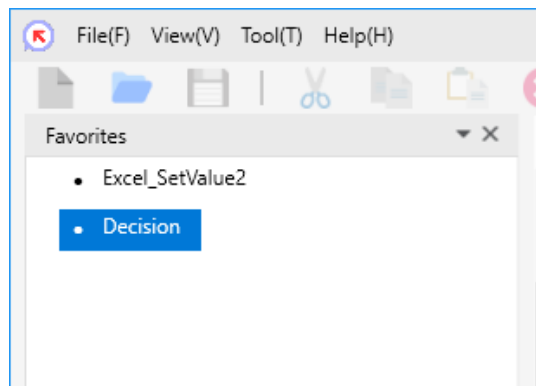 File(F) View(V) Tool(T) Help(H)
Favorites
Excel_SetValue2
Decision